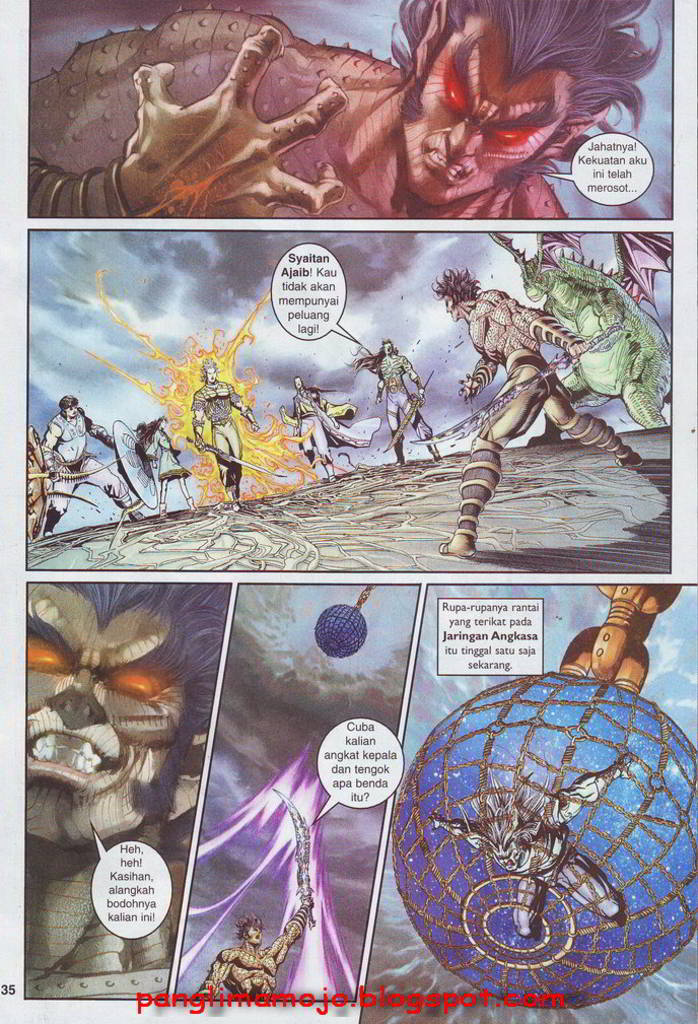 Jahatnya!
Kekuatan aku
ini telah
merosot...
Syaitan
Ajaib! Kau
tidak akan
mempunyai
peluang
lagi!
Heh,
heh!
Kasihan,
alangkah
bodohnya
kalian ini!
Cuba
kalian
angkat kepala
dan tengok
apa benda
itu?
Rupa-rupanya rantai
yang terikat pada
Jaringan Angkasa
itu tinggal satu saja
sekarang.
35
panglimamojo.blogspot.com